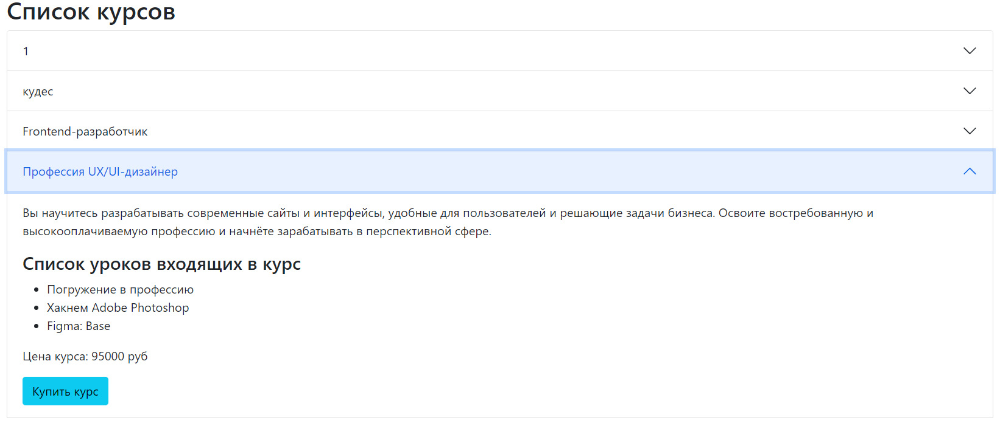 Список курсов
1
кудес
Frontend-разработчик
Профессия UX/UI-дизайнер
Вы научитесь разрабатывать современные сайты и интерфейсы, удобные для пользователей и решающие задачи бизнеса. Освоите востребованную и
высокооплачиваемую профессию и начнёте зарабатывать в перспективной сфере.
Список уроков входящих в курс
Погружение в профессию
Хакнем Adobe Photoshop
Figma: Base
Цена курса: 95000 руб
Купить курс